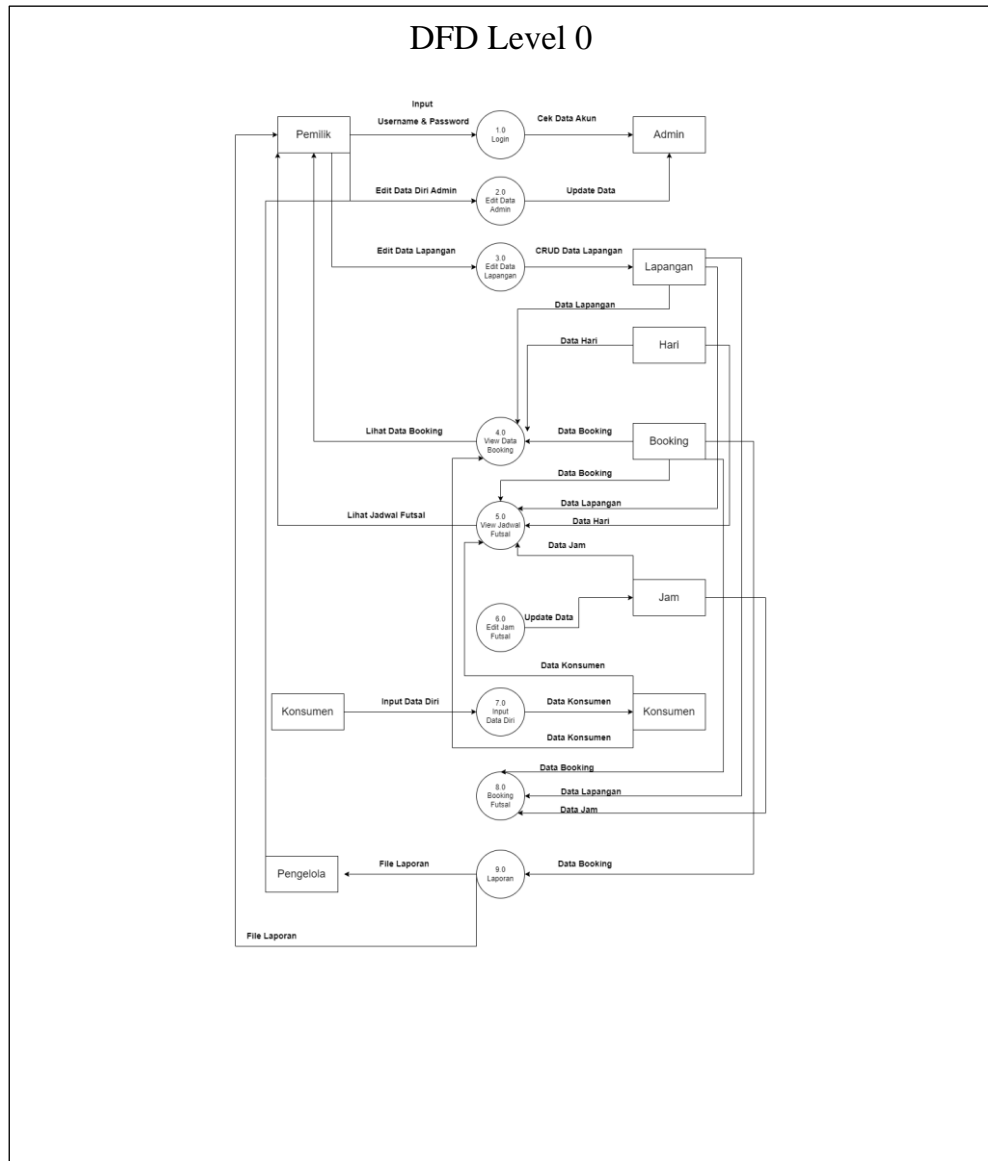 DFD Level 0
Input
Username & Password
Cek Data Akun
Pemilik
1.0
Login
Admin
Edit Data Diri Admin
2.0
Edit Data
Admin
Update Data
Edit Data Lapangan
3.0
Edit Data
Lapangan
CRUD Data Lapangan
Lapangan
Data Lapangan
Data Hari
Hari
Lihat Data Booking
4.0
View Data
Booking
Data Booking
Booking
Data Booking
Data Lapangan
Lihat Jadwal Futsal
5.0
View Jadwal
Futsal
Data Hari
Data Jam
Jam
6.0
Edit Jam
Futsal
Update Data
Data Konsumen
Konsumen
Input Data Diri
7.0
Input
Data Diri
Data Konsumen
Konsumen
Data Konsumen
Data Booking
8.0
Booking
Futsal
Data Lapangan
Data Jam
Pengelola
File Laporan
9.0
Laporan
Data Booking
File Laporan